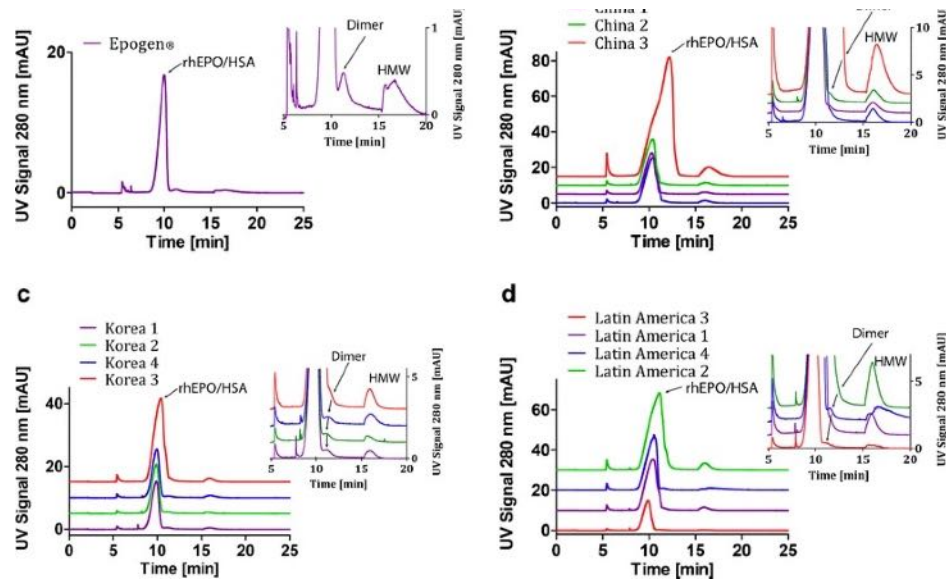 Epogen®
rhEPO/HSA
UV Signal 280 nm [mAU]
20
0
0 5 10 15 20 25
Time [min]
Dimer
HMW
1
0
UV Signal 280 nm [mAU]
5 10 15 20
Time [min]
China 1
China 2
China 3
rhEPO/HSA
UV Signal 280 nm [mAU]
80
60
40
20
0
0 5 10 15 20 25
Time [min]
HMW
10
5
0
UV Signal 280 nm [mAU]
5 10 15 20
Time [min]
c
Korea 1
Korea 2
Korea 4
Korea 3
rhEPO/HSA
UV Signal 280 nm [mAU]
40
20
0
0 5 10 15 20 25
Time [min]
Dimer
HMW
5
0
UV Signal 280 nm [mAU]
5 10 15 20
Time [min]
d
Latin America 3
Latin America 1
Latin America 4
Latin America 2
rhEPO/HSA
UV Signal 280 nm [mAU]
60
40
20
0
0 5 10 15 20 25
Time [min]
Dimer
HMW
5
0
UV Signal 280 nm [mAU]
5 10 15 20
Time [min]